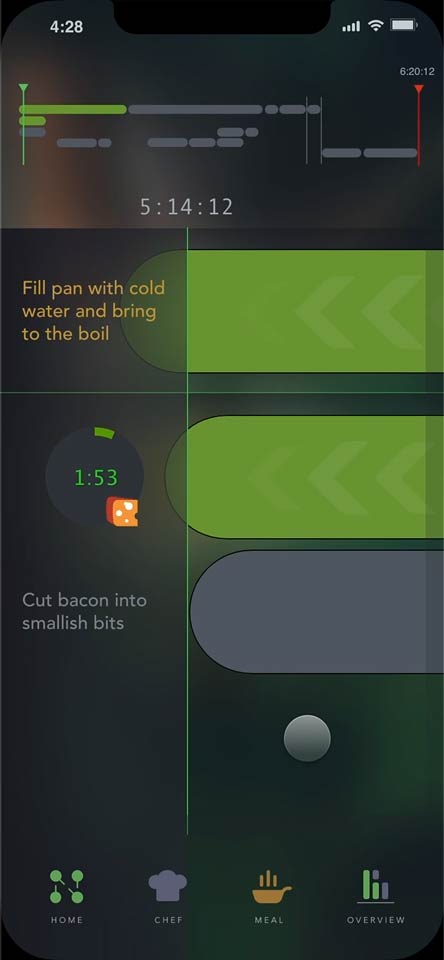 4:28
6:20:12
5:14:12
Fill pan with cold
water and bring
to the boil
1:53
Cut bacon into
smallish bits
HOME CHEF MEAL OVERVIEW